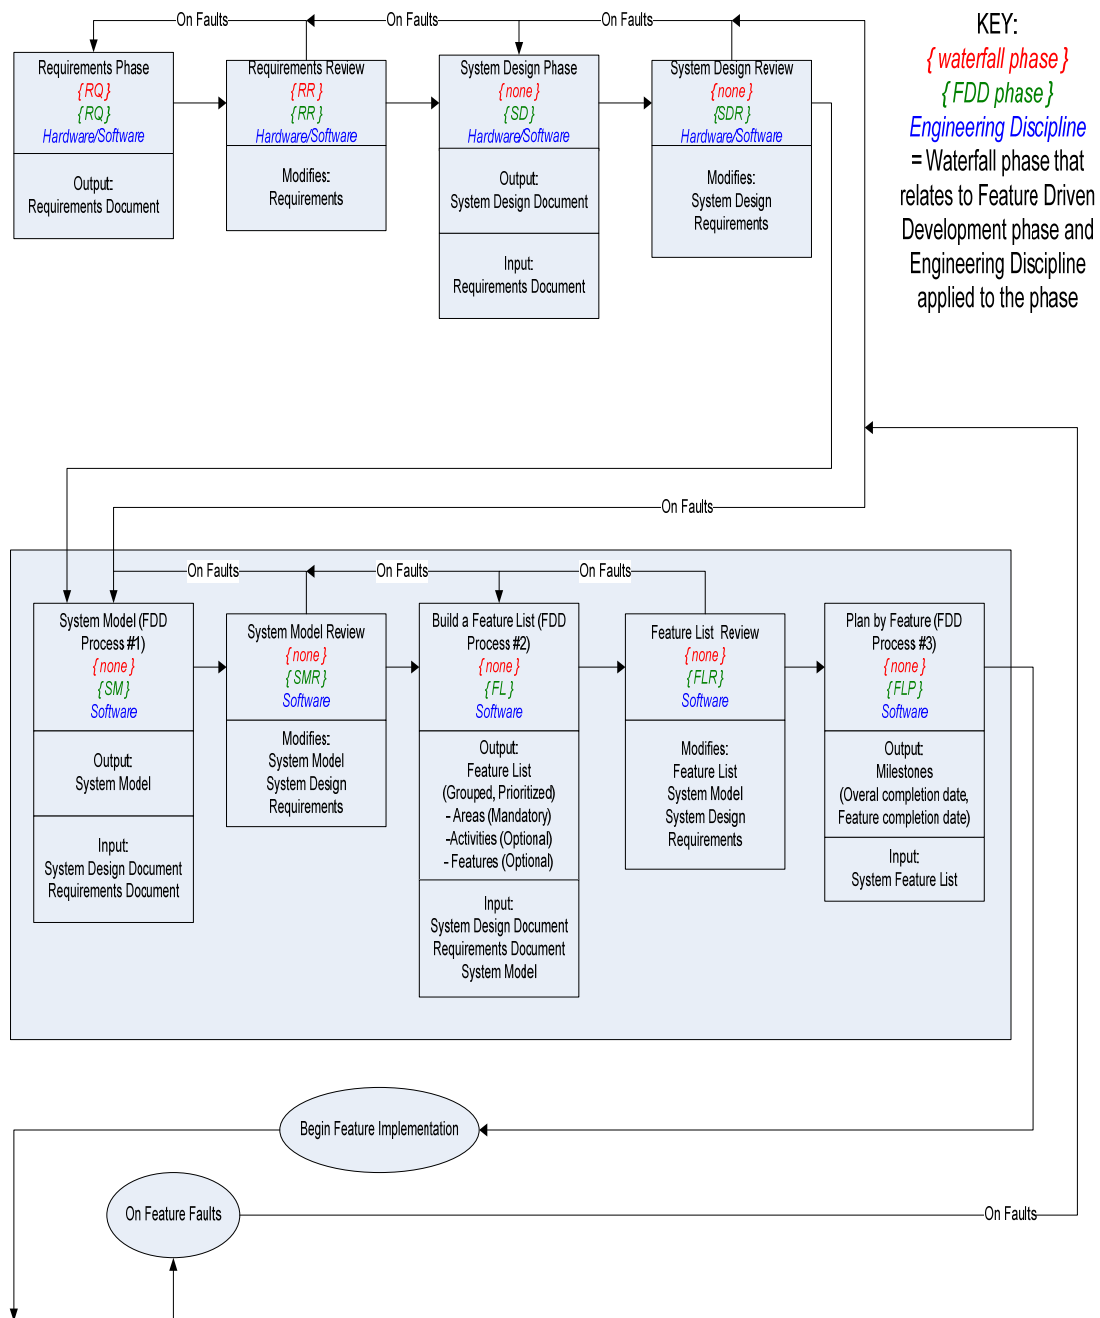 On Faults
On Faults
On Faults
KEY:
{ waterfall phase }
{ FDD phase }
Engineering Discipline
= Waterfall phase that
relates to Feature Driven
Development phase and
Engineering Discipline
applied to the phase
Requirements Phase
{ RQ }
{ RQ }
Hardware/Software
Output:
Requirements Document
Requirements Review
{ RR }
{ RR }
Hardware/Software
Modifies:
Requirements
System Design Phase
{ none }
{ SD }
Hardware/Software
Output:
System Design Document
Input:
Requirements Document
System Design Review
{ none }
{SDR }
Hardware/Software
Modifies:
System Design
Requirements
On Faults
On Faults
On Faults
On Faults
System Model (FDD
Process #1)
{ none }
{ SM }
Software
Output:
System Model
Input:
System Design Document
Requirements Document
System Model Review
{ none }
{ SMR }
Software
Modifies:
System Model
System Design
Requirements
Build a Feature List (FDD
Process #2)
{ none }
{ FL }
Software
Output:
Feature List
(Grouped, Prioritized)
- Areas (Mandatory)
-Activities (Optional)
- Features (Optional)
Input:
System Design Document
Requirements Document
System Model
Feature List Review
{ none }
{ FLR }
Software
Modifies:
Feature List
System Model
System Design
Requirements
Plan by Feature (FDD
Process #3)
{ none }
{ FLP }
Software
Output:
Milestones
(Overal completion date,
Feature completion date)
Input:
System Feature List
Begin Feature Implementation
On Feature Faults
On Faults